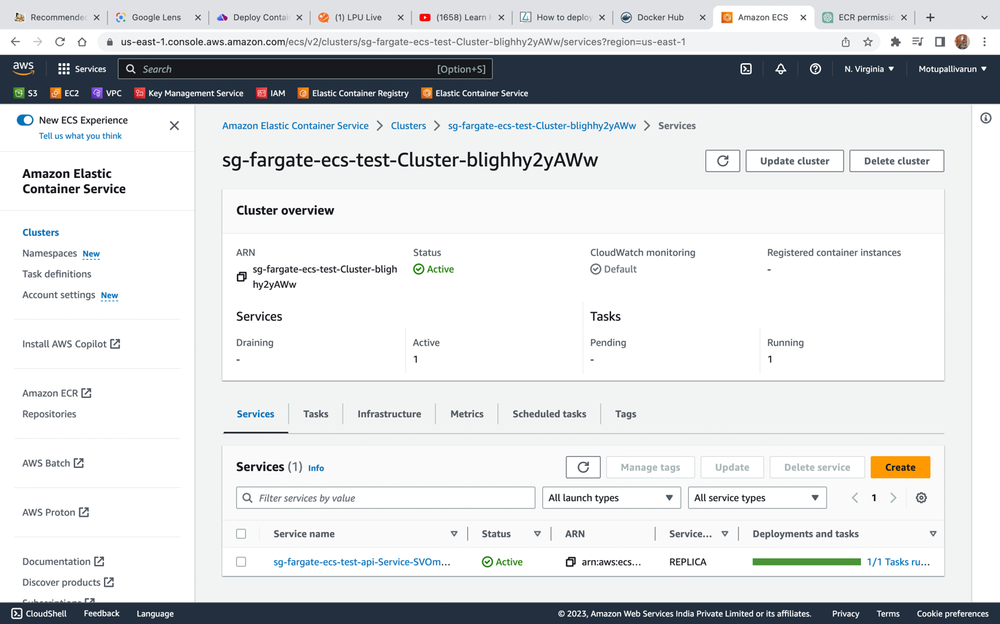 Recommended
Google Lens
Deploy Contai
(1) LPU Live
(1658) Learn H
How to deploy
Docker Hub
Amazon ECS
ECR permissio
us-east-1.console.aws.amazon.com/ecs/v2/clusters/sg-fargate-ecs-test-Cluster-blighhy2yAWw/services?region=us-east-1
aws
Services
Search
[Option+S]
N. Virginia
Motupallivarun
S3
EC2
VPC
Key Management Service
IAM
Elastic Container Registry
Elastic Container Service
New ECS Experience
Tell us what you think
Amazon Elastic
Container Service
Clusters
Namespaces New
Task definitions
Account settings New
Install AWS Copilot
Amazon ECR
Repositories
AWS Batch
AWS Proton
Documentation
Discover products
Subscriptions
Amazon Elastic Container Service > Clusters > sg-fargate-ecs-test-Cluster-blighhy2yAWw > Services
sg-fargate-ecs-test-Cluster-blighhy2yAWw
Update cluster
Delete cluster
Cluster overview
ARN
sg-fargate-ecs-test-Cluster-bligh
hy2yAWw
Status
Active
CloudWatch monitoring
Default
Registered container instances
-
Services
Draining
-
Active
1
Tasks
Pending
-
Running
1
Services
Tasks
Infrastructure
Metrics
Scheduled tasks
Tags
Services (1) Info
Manage tags
Update
Delete service
Create
Filter services by value
All launch types
All service types
1
Service name
Status
ARN
Service...
Deployments and tasks
sg-fargate-ecs-test-api-Service-SVOm...
Active
arn:aws:ecs...
REPLICA
1/1 Tasks ru...
CloudShell
Feedback
Language
© 2023, Amazon Web Services India Private Limited or its affiliates.
Privacy
Terms
Cookie preferences